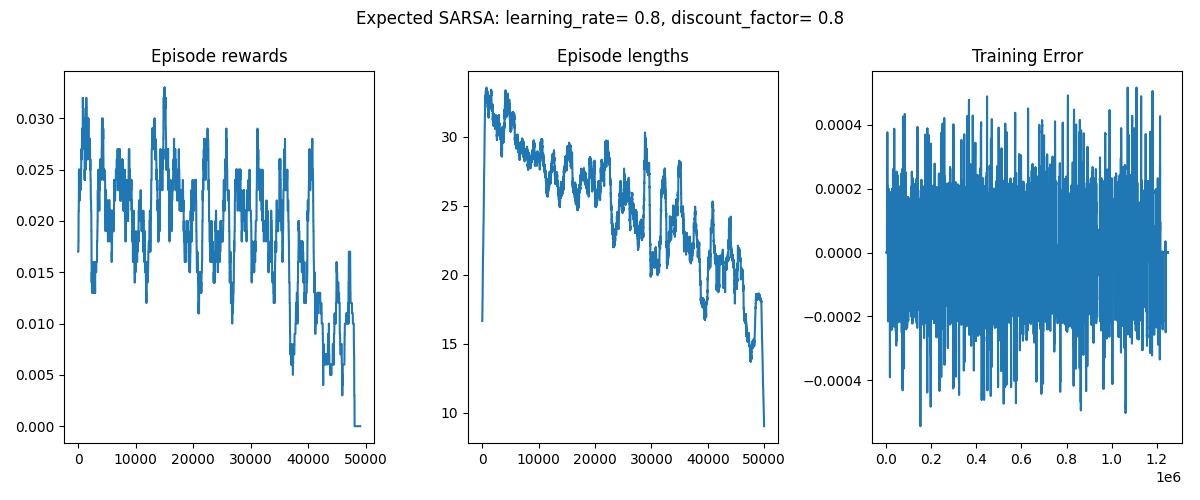 Expected SARSA: learning_rate= 0.8, discount_factor= 0.8
Episode rewards
0.030
0.025
0.020
0.015
0.010
0.005
0.000
0 10000 20000 30000 40000 50000
Episode lengths
30
25
20
15
10
0 10000 20000 30000 40000 50000
Training Error
0.0004
0.0002
0.0000
−0.0002
−0.0004
0.0 0.2 0.4 0.6 0.8 1.0 1.2
1e6